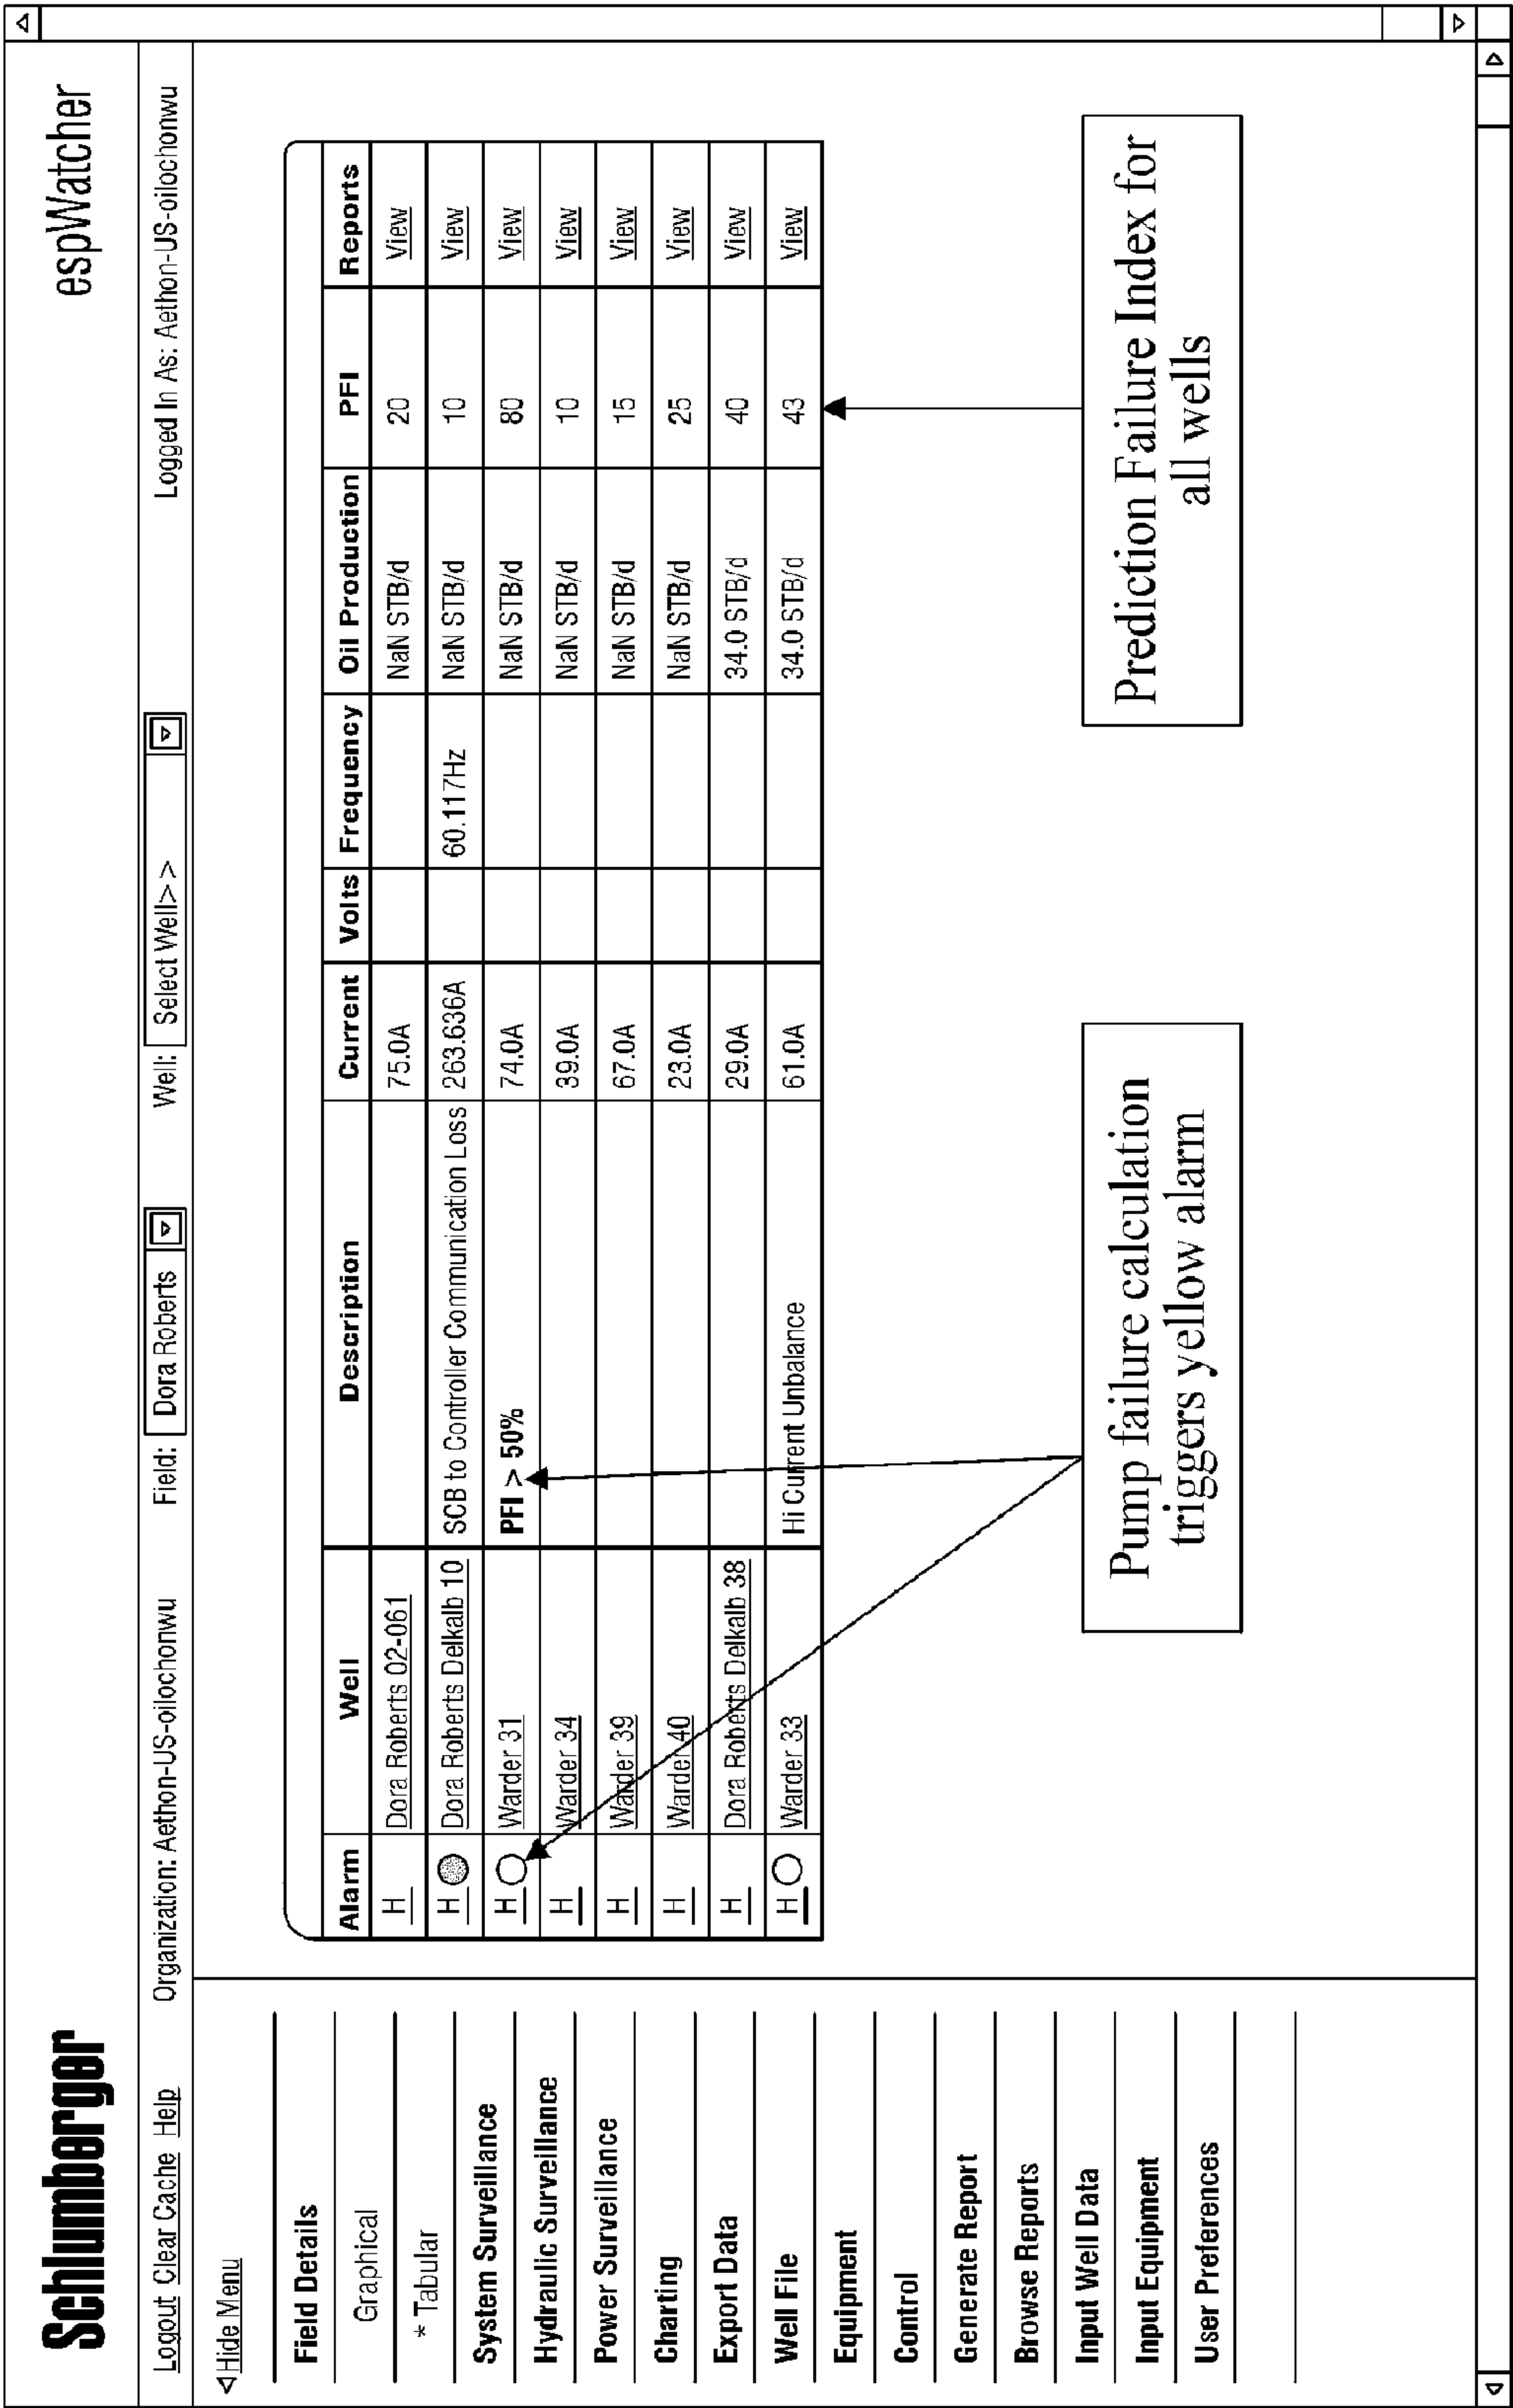 Schlumberger espWatcher
Logout Clear Cache Help Organization: Aethon-US-oilochonwu Field: Dora Roberts Well: Select Well>> Logged In As: Aethon-US-oilochonwu
Hide Menu
Field Details
Graphical
* Tabular
System Surveillance
Hydraulic Surveillance
Power Surveillance
Charting
Export Data
Well File
Equipment
Control
Generate Report
Browse Reports
Input Well Data
Input Equipment
User Preferences
Alarm Well Description Current Volts Frequency Oil Production PFI Reports
H Dora Roberts 02-061 75.0A NaN STB/d 20 View
H Dora Roberts Delkalb 10 SCB to Controller Communication Loss 263.636A 60.117Hz NaN STB/d 10 View
H Warder 31 PFI > 50% 74.0A NaN STB/d 80 View
H Warder 34 39.0A NaN STB/d 10 View
H Warder 39 67.0A NaN STB/d 15 View
H Warder 40 23.0A NaN STB/d 25 View
H Dora Roberts Delkalb 38 29.0A 34.0 STB/d 40 View
H Warder 33 Hi Current Unbalance 61.0A 34.0 STB/d 43 View
Pump failure calculation
triggers yellow alarm
Prediction Failure Index for
all wells